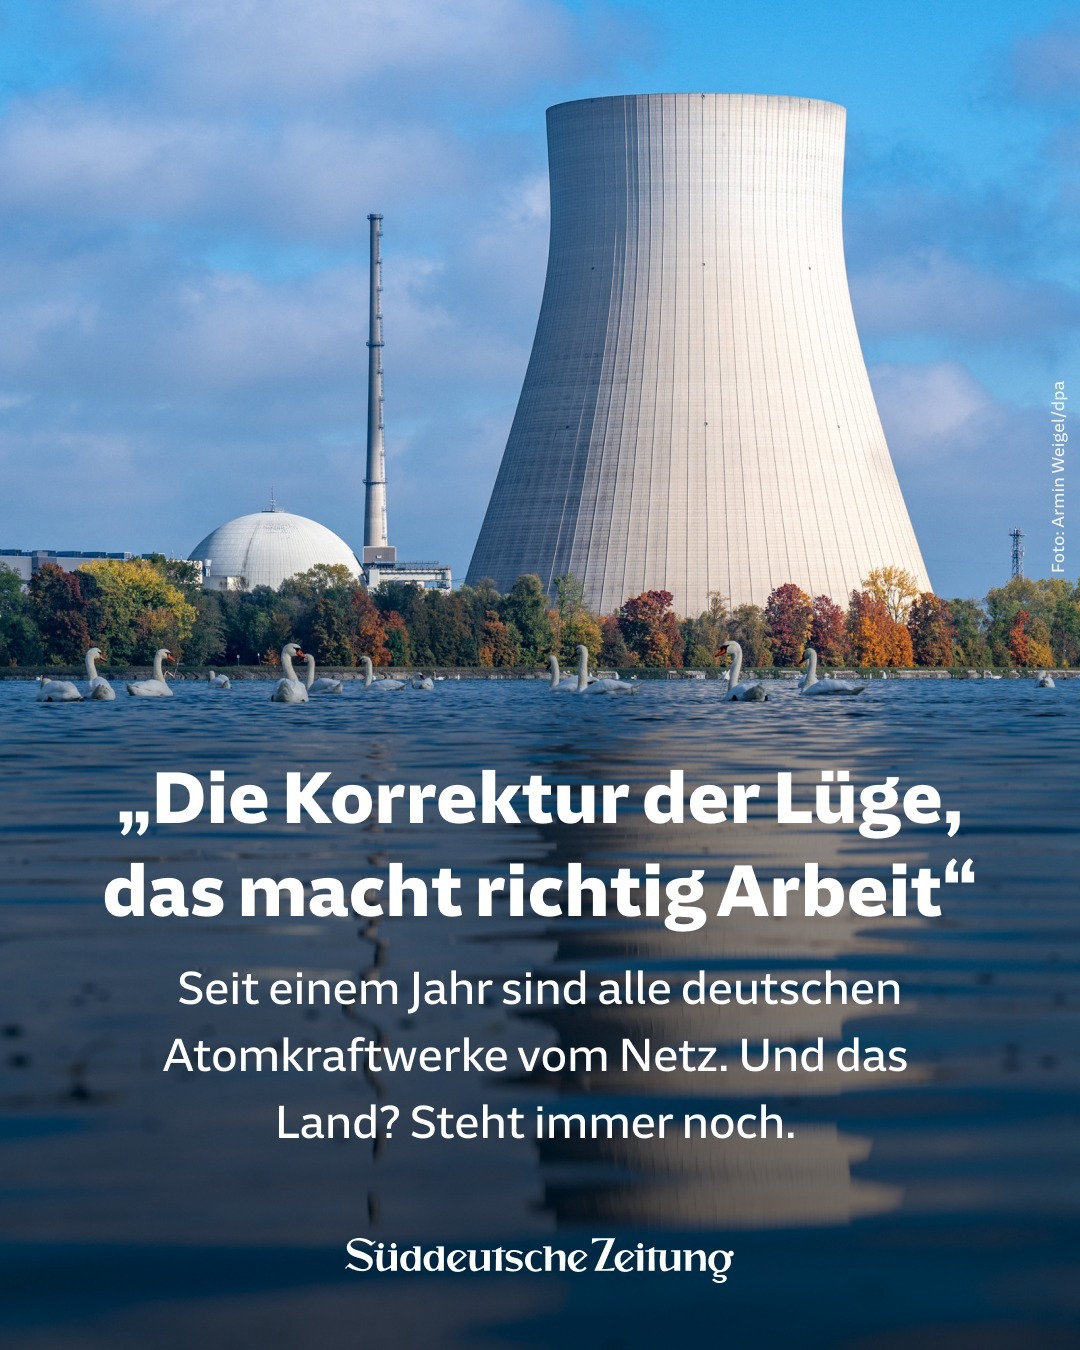 Foto: Armin Weigel/dpa
„Die Korrektur der Lüge,
das macht richtig Arbeit“
Seit einem Jahr sind alle deutschen
Atomkraftwerke vom Netz. Und das
Land? Steht immer noch.
Süddeutsche Zeitung